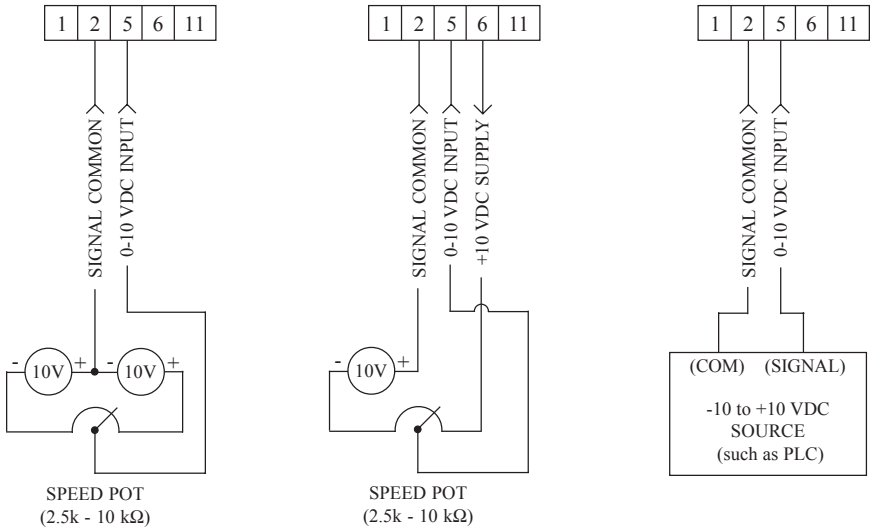 1 2 5 6 11
SIGNAL COMMON
0-10 VDC INPUT
- 10V + - 10V +
SPEED POT
(2.5k - 10 kΩ)
1 2 5 6 11
SIGNAL COMMON
0-10 VDC INPUT
+10 VDC SUPPLY
- 10V +
SPEED POT
(2.5k - 10 kΩ)
1 2 5 6 11
SIGNAL COMMON
0-10 VDC INPUT
(COM) (SIGNAL)
-10 to +10 VDC
SOURCE
(such as PLC)